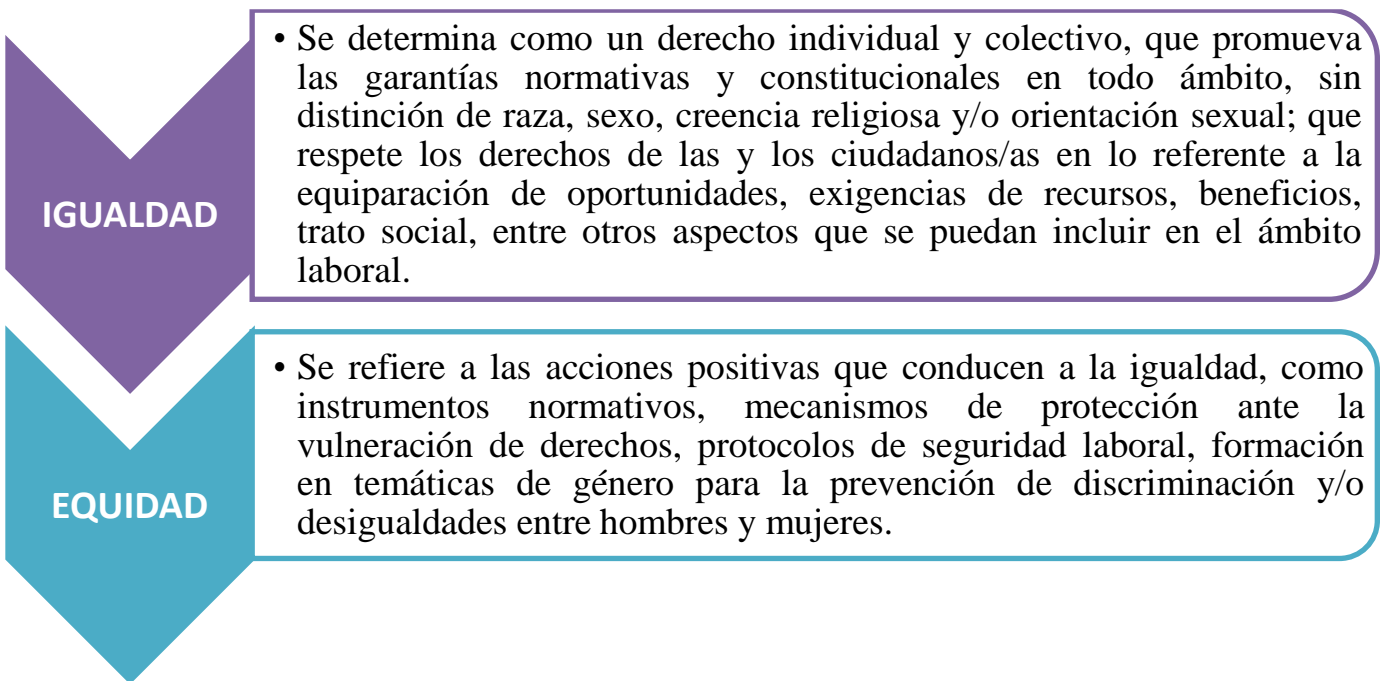 IGUALDAD
• Se determina como un derecho individual y colectivo, que promueva
las garantías normativas y constitucionales en todo ámbito, sin
distinción de raza, sexo, creencia religiosa y/o orientación sexual; que
respete los derechos de las y los ciudadanos/as en lo referente a la
equiparación de oportunidades, exigencias de recursos, beneficios,
trato social, entre otros aspectos que se puedan incluir en el ámbito
laboral.
EQUIDAD
• Se refiere a las acciones positivas que conducen a la igualdad, como
instrumentos normativos, mecanismos de protección ante la
vulneración de derechos, protocolos de seguridad laboral, formación
en temáticas de género para la prevención de discriminación y/o
desigualdades entre hombres y mujeres.